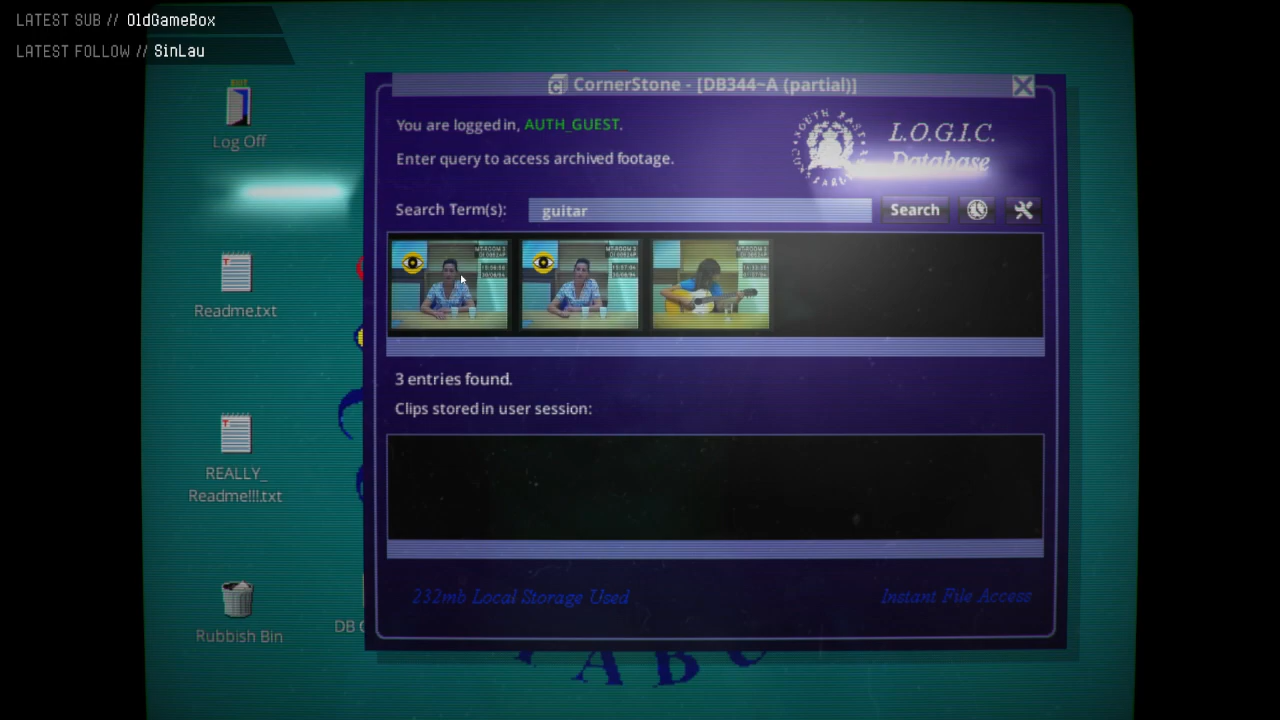 LATEST SUB // OldGameBox
LATEST FOLLOW // SinLau
CornerStone - [DB344~A (partial)]
You are logged in, AUTH_GUEST.
Enter query to access archived footage.
L.O.G.I.C.
Database
Search Term(s):
guitar
Search
3 entries found.
Clips stored in user session:
232mb Local Storage Used
Instant File Access
Log Off
Readme.txt
REALLY_
Readme!!!.txt
Rubbish Bin
DB